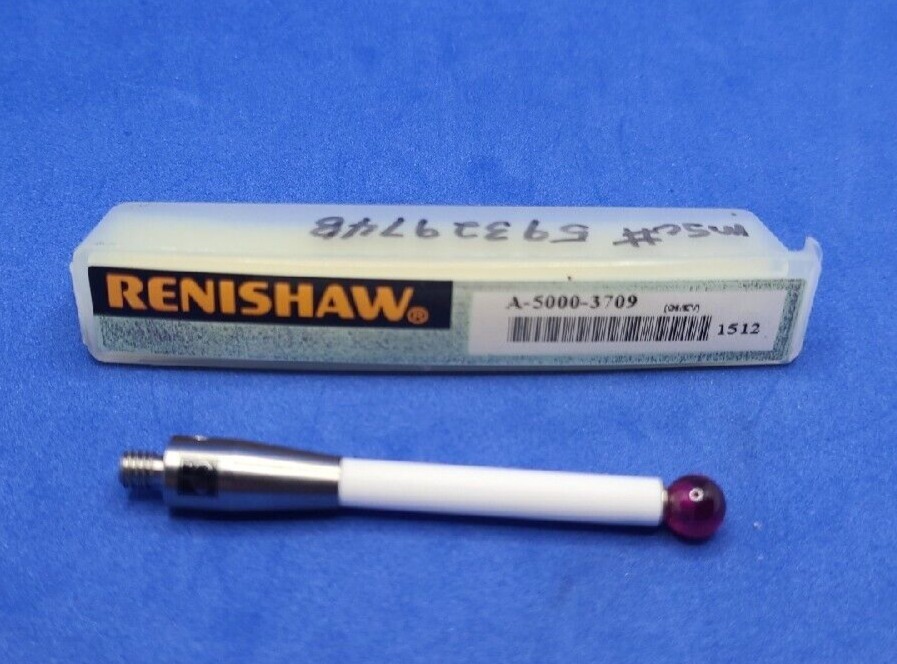 msc# 59329748
RENISHAW®
A-5000-3709
1512